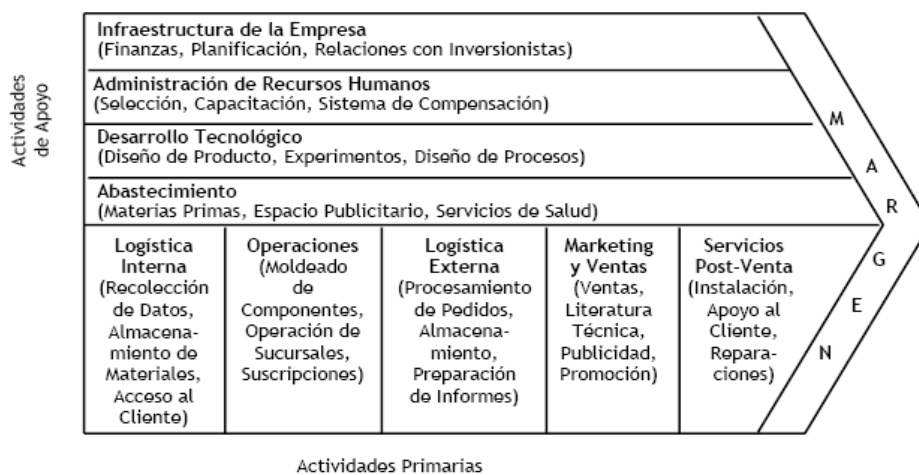 Actividades
de Apoyo
Infraestructura de la Empresa
(Finanzas, Planificación, Relaciones con Inversionistas)
Administración de Recursos Humanos
(Selección, Capacitación, Sistema de Compensación)
Desarrollo Tecnológico
(Diseño de Producto, Experimentos, Diseño de Procesos)
Abastecimiento
(Materias Primas, Espacio Publicitario, Servicios de Salud)
Logística
Interna
(Recolección
de Datos,
Almacena-
miento de
Materiales,
Acceso al
Cliente)
Operaciones
(Moldeado
de
Componentes,
Operación de
Sucursales,
Suscripciones)
Logística
Externa
(Procesamiento
de Pedidos,
Almacena-
miento,
Preparación
de Informes)
Marketing
y Ventas
(Ventas,
Literatura
Técnica,
Publicidad,
Promoción)
Servicios
Post-Venta
(Instalación,
Apoyo al
Cliente,
Repara-
ciones)
MARGEN
Actividades Primarias